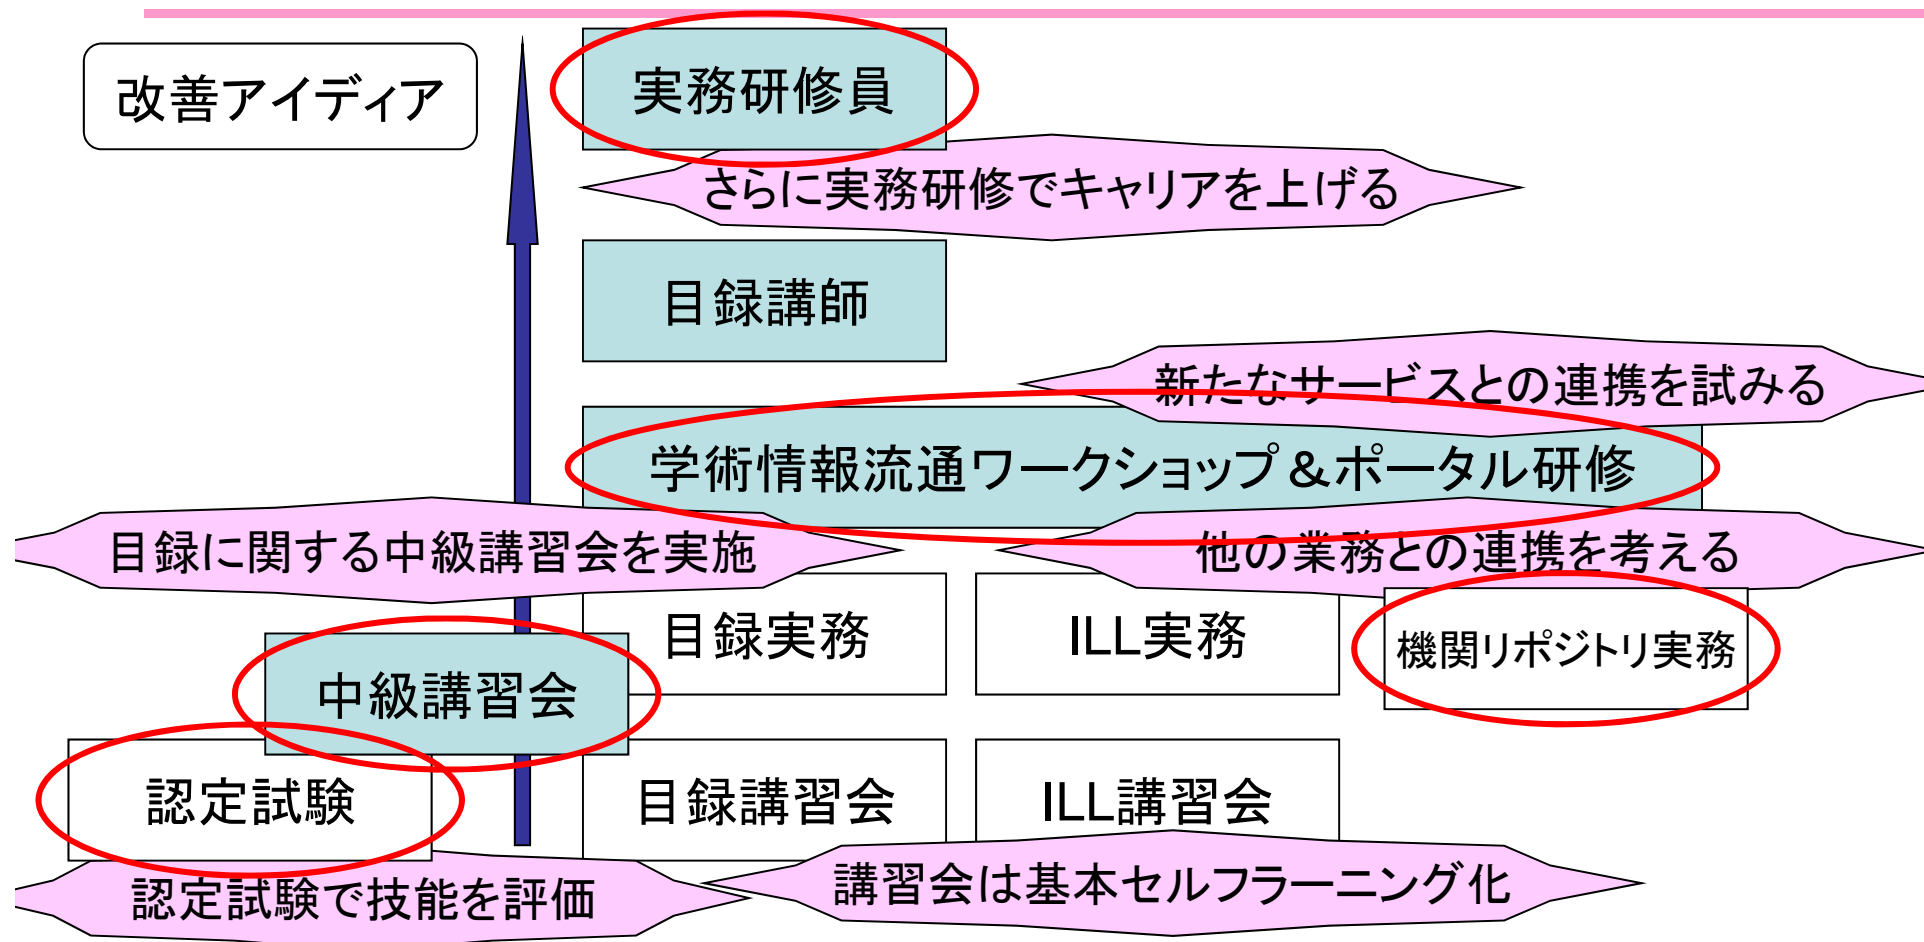 改善アイディア
実務研修員
さらに実務研修でキャリアを上げる
目録講師
新たなサービスとの連携を試みる
学術情報流通ワークショップ＆ポータル研修
目録に関する中級講習会を実施
他の業務との連携を考える
目録実務
ILL実務
機関リポジトリ実務
中級講習会
認定試験
目録講習会
ILL講習会
認定試験で技能を評価
講習会は基本セルフラーニング化